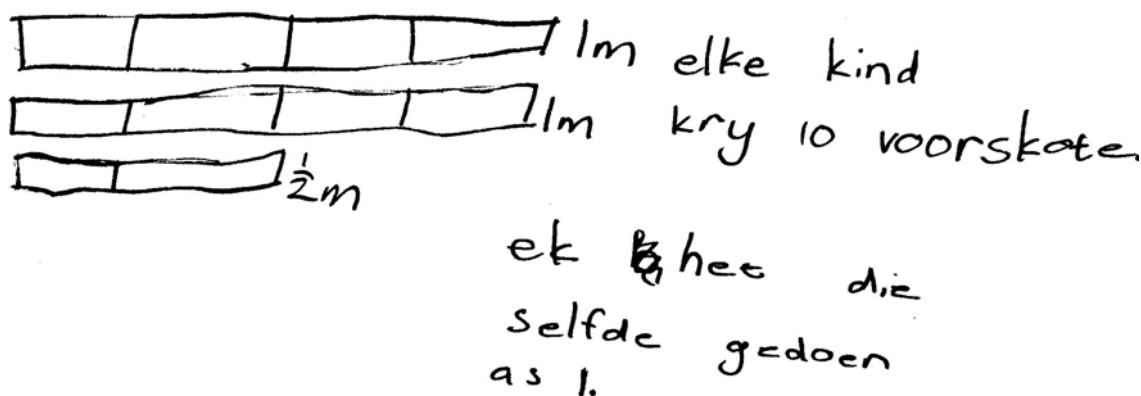 1m elke kind
1m kry 10 voorskote.
½m
ek het die
selfde gedoen
as 1.